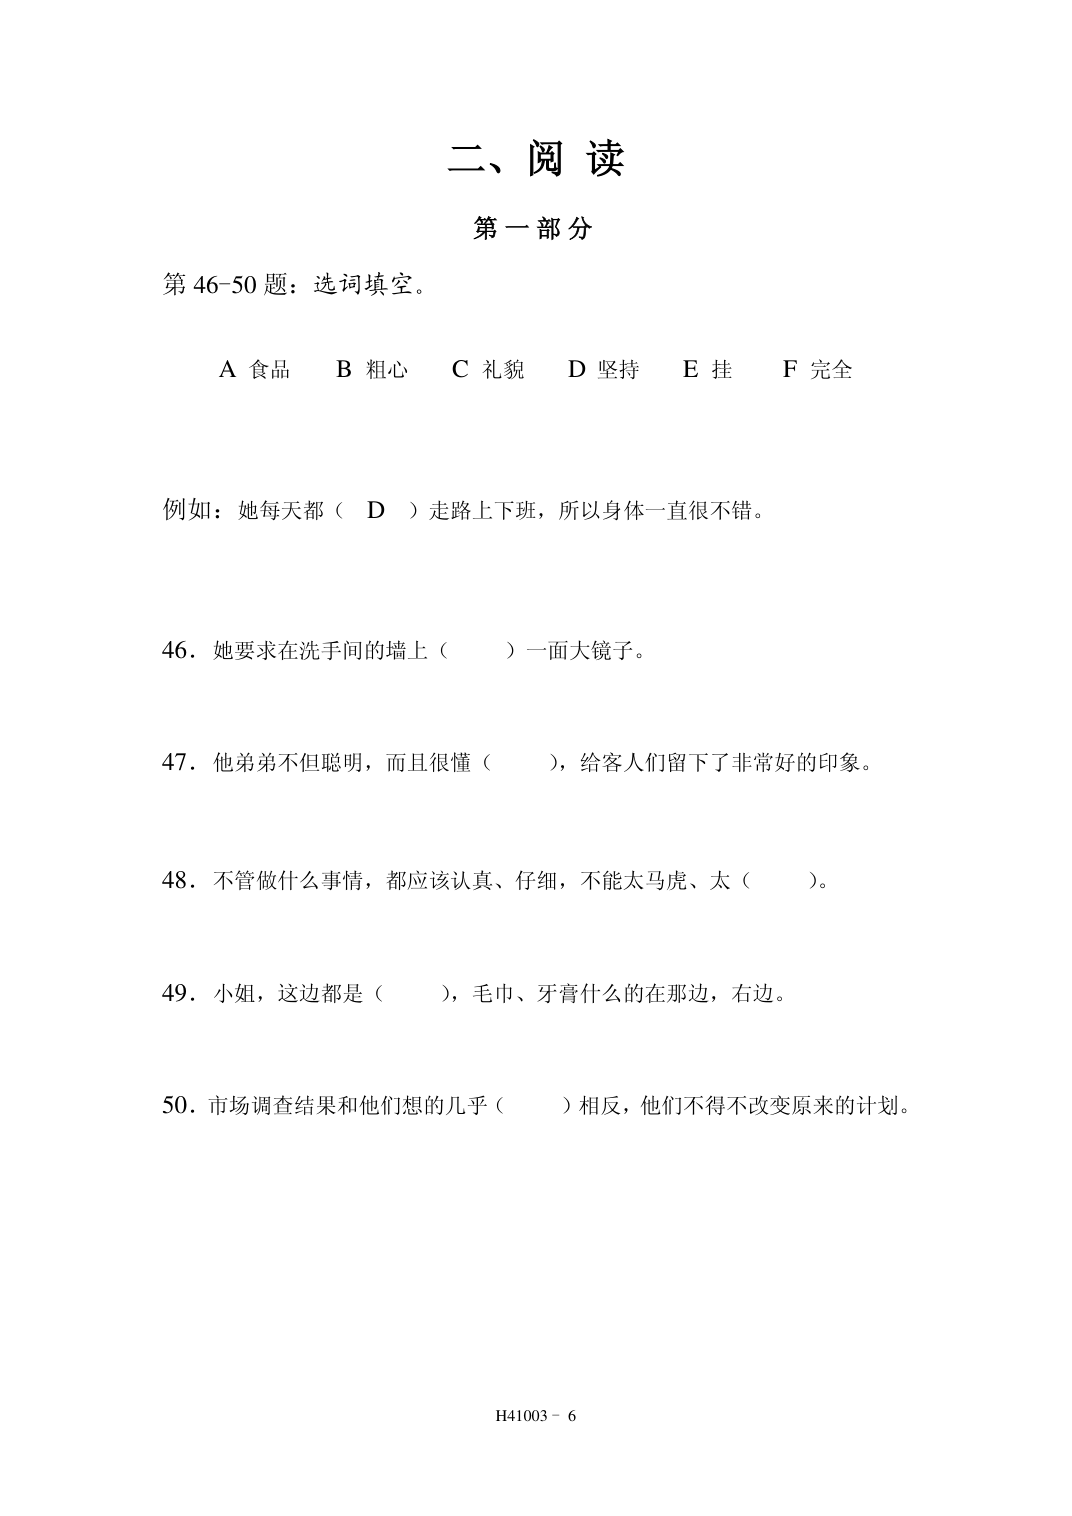 二、阅 读
第一部分
第 46-50 题：选词填空。
A 食品 B 粗心 C 礼貌 D 坚持 E 挂 F 完全
例如：她每天都（ D ）走路上下班，所以身体一直很不错。
46．她要求在洗手间的墙上（ ）一面大镜子。
47．他弟弟不但聪明，而且很懂（ ），给客人们留下了非常好的印象。
48．不管做什么事情，都应该认真、仔细，不能太马虎、太（ ）。
49．小姐，这边都是（ ），毛巾、牙膏什么的在那边，右边。
50．市场调查结果和他们想的几乎（ ）相反，他们不得不改变原来的计划。
H41003 - 6